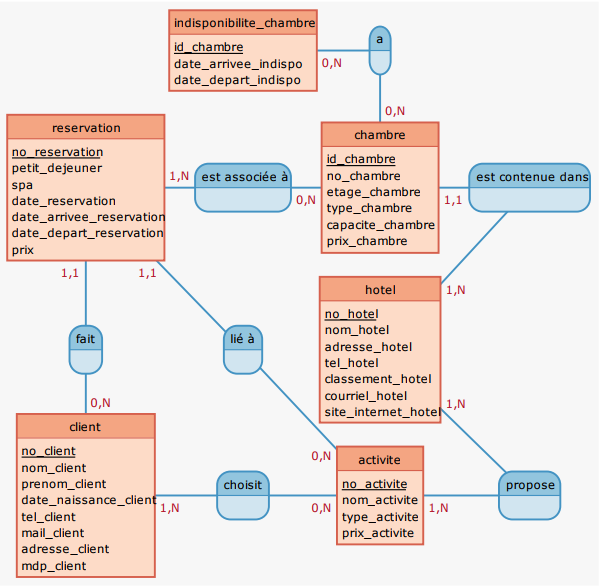 indisponibilite_chambre
id_chambre
date_arrivee_indispo
date_depart_indispo
a
0,N
0,N
reservation
no_reservation
petit_dejeuner
spa
date_reservation
date_arrivee_reservation
date_depart_reservation
prix
1,N
est associée à
0,N
chambre
id_chambre
no_chambre
etage_chambre
type_chambre
capacite_chambre
prix_chambre
1,1
est contenue dans
1,N
1,1
1,1
hotel
no_hotel
nom_hotel
adresse_hotel
tel_hotel
classement_hotel
courriel_hotel
site_internet_hotel
1,N
fait
lié à
0,N
0,N
client
no_client
nom_client
prenom_client
date_naissance_client
tel_client
mail_client
adresse_client
mdp_client
1,N
choisit
0,N
activite
no_activite
nom_activite
type_activite
prix_activite
1,N
propose